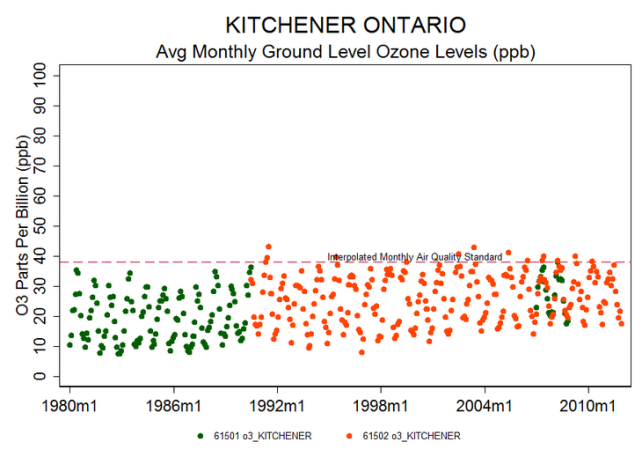 KITCHENER ONTARIO
Avg Monthly Ground Level Ozone Levels (ppb)
O3 Parts Per Billion (ppb)
100
90
80
70
60
50
40
30
20
10
0
Interpolated Monthly Air Quality Standard
1980m1 1986m1 1992m1 1998m1 2004m1 2010m1
61501 o3_KITCHENER 61502 o3_KITCHENER